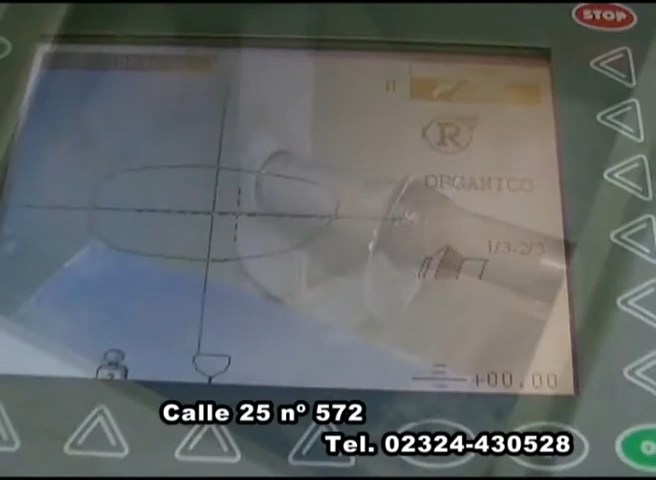 STOP
R
ORGANICO
1/3-2/3
+00.00
Calle 25 nº 572
Tel. 02324-430528